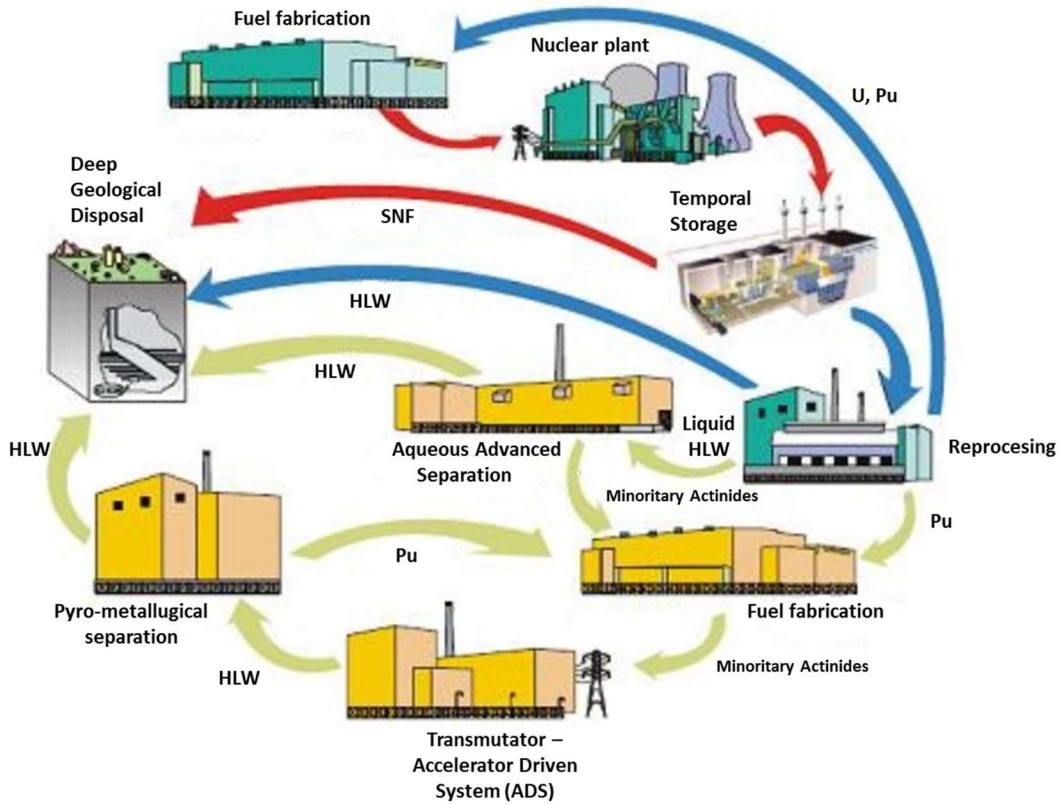 Fuel fabrication
Nuclear plant
U, Pu
Deep
Geological
Disposal
SNF
Temporal
Storage
HLW
HLW
Liquid
HLW
Reprocesing
Aqueous Advanced
Separation
HLW
Minoritary Actinides
Pu
Pu
Fuel fabrication
Pyro-metallugical
separation
Minoritary Actinides
HLW
Transmutator –
Accelerator Driven
System (ADS)